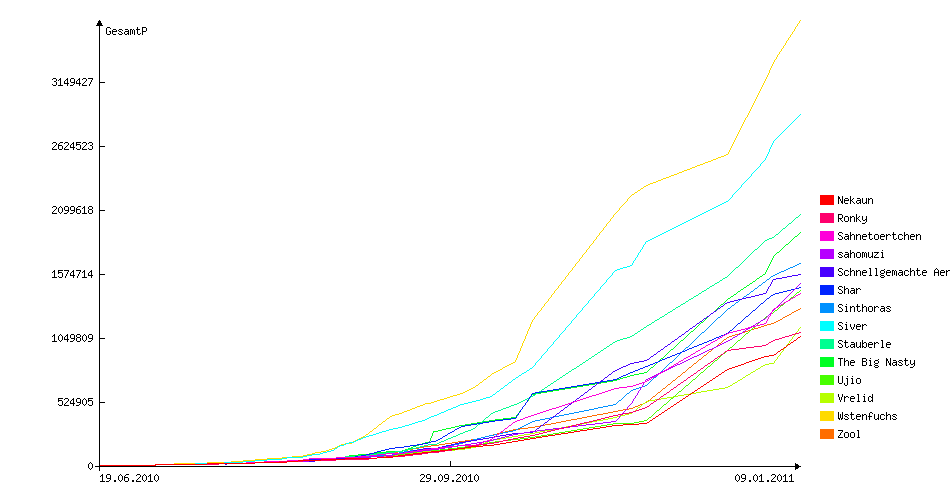 GesamtP
3149427
2624523
2099618
1574714
1049809
524905
0
19.06.2010
29.09.2010
09.01.2011
Nekaun
Ronky
Sahnetoertchen
sahomuzi
Schnellgemachte Aer
Shar
Sinthoras
Siver
Stauberle
The Big Nasty
Ujio
Vrelid
Wstenfuchs
Zool